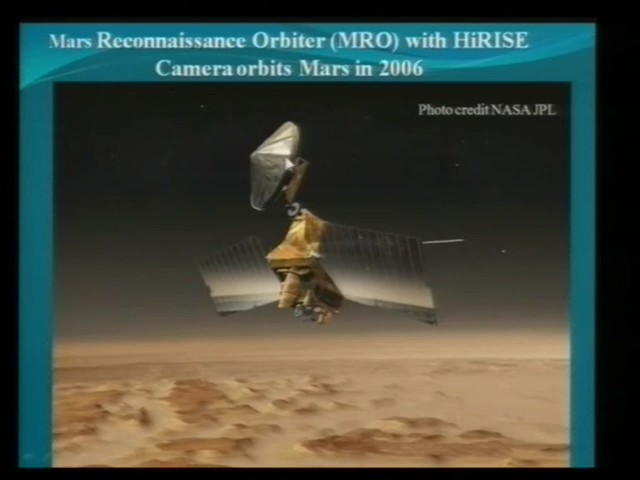 Mars Reconnaissance Orbiter (MRO) with HiRISE
Camera orbits Mars in 2006
Photo credit NASA JPL